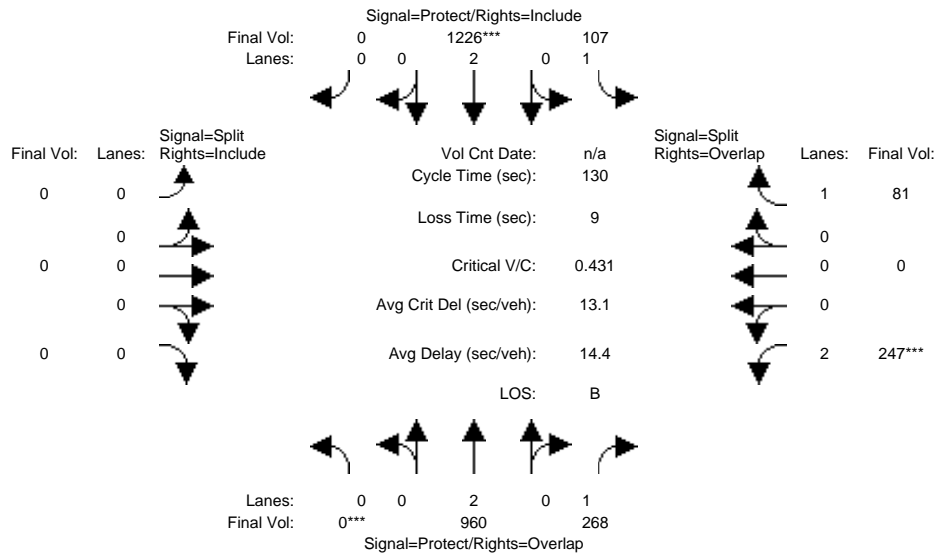 Signal=Protect/Rights=Include
Final Vol: 0 1226*** 107
Lanes: 0 0 2 0 1
Signal=Split
Final Vol: Lanes: Rights=Include
Vol Cnt Date: n/a
Signal=Split
Rights=Overlap Lanes: Final Vol:
Cycle Time (sec): 130
0 0 1 81
Loss Time (sec): 9
0 0
0 0 Critical V/C: 0.431 0 0
0 Avg Crit Del (sec/veh): 13.1 0
0 0 Avg Delay (sec/veh): 14.4 2 247***
LOS: B
Lanes: 0 0 2 0 1
Final Vol: 0*** 960 268
Signal=Protect/Rights=Overlap